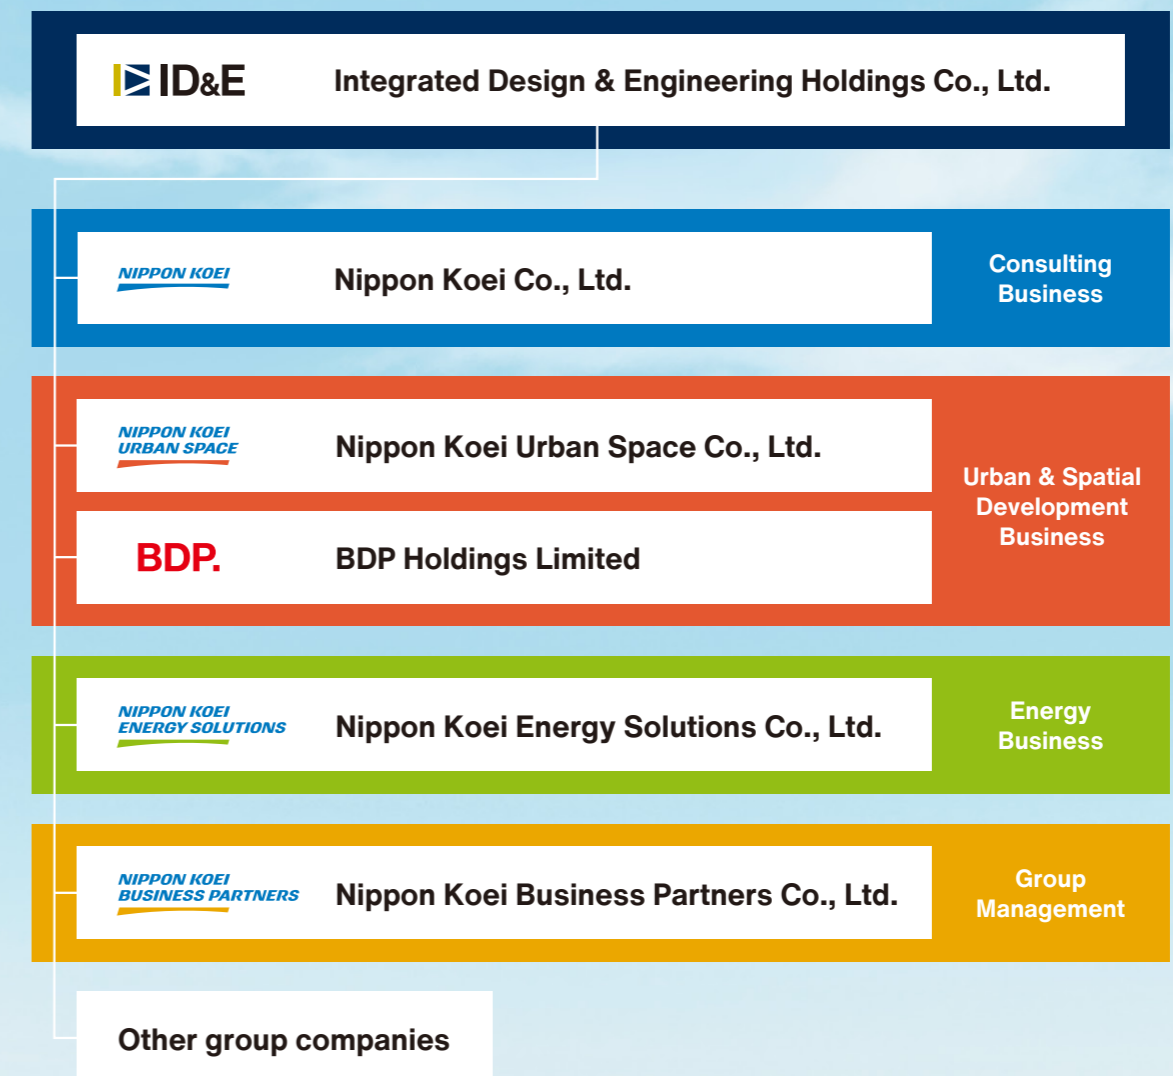 ID&E
Integrated Design & Engineering Holdings Co., Ltd.
NIPPON KOEI
Nippon Koei Co., Ltd.
Consulting
Business
NIPPON KOEI
URBAN SPACE
Nippon Koei Urban Space Co., Ltd.
BDP.
BDP Holdings Limited
Urban & Spatial
Development
Business
NIPPON KOEI
ENERGY SOLUTIONS
Nippon Koei Energy Solutions Co., Ltd.
Energy
Business
NIPPON KOEI
BUSINESS PARTNERS
Nippon Koei Business Partners Co., Ltd.
Group
Management
Other group companies